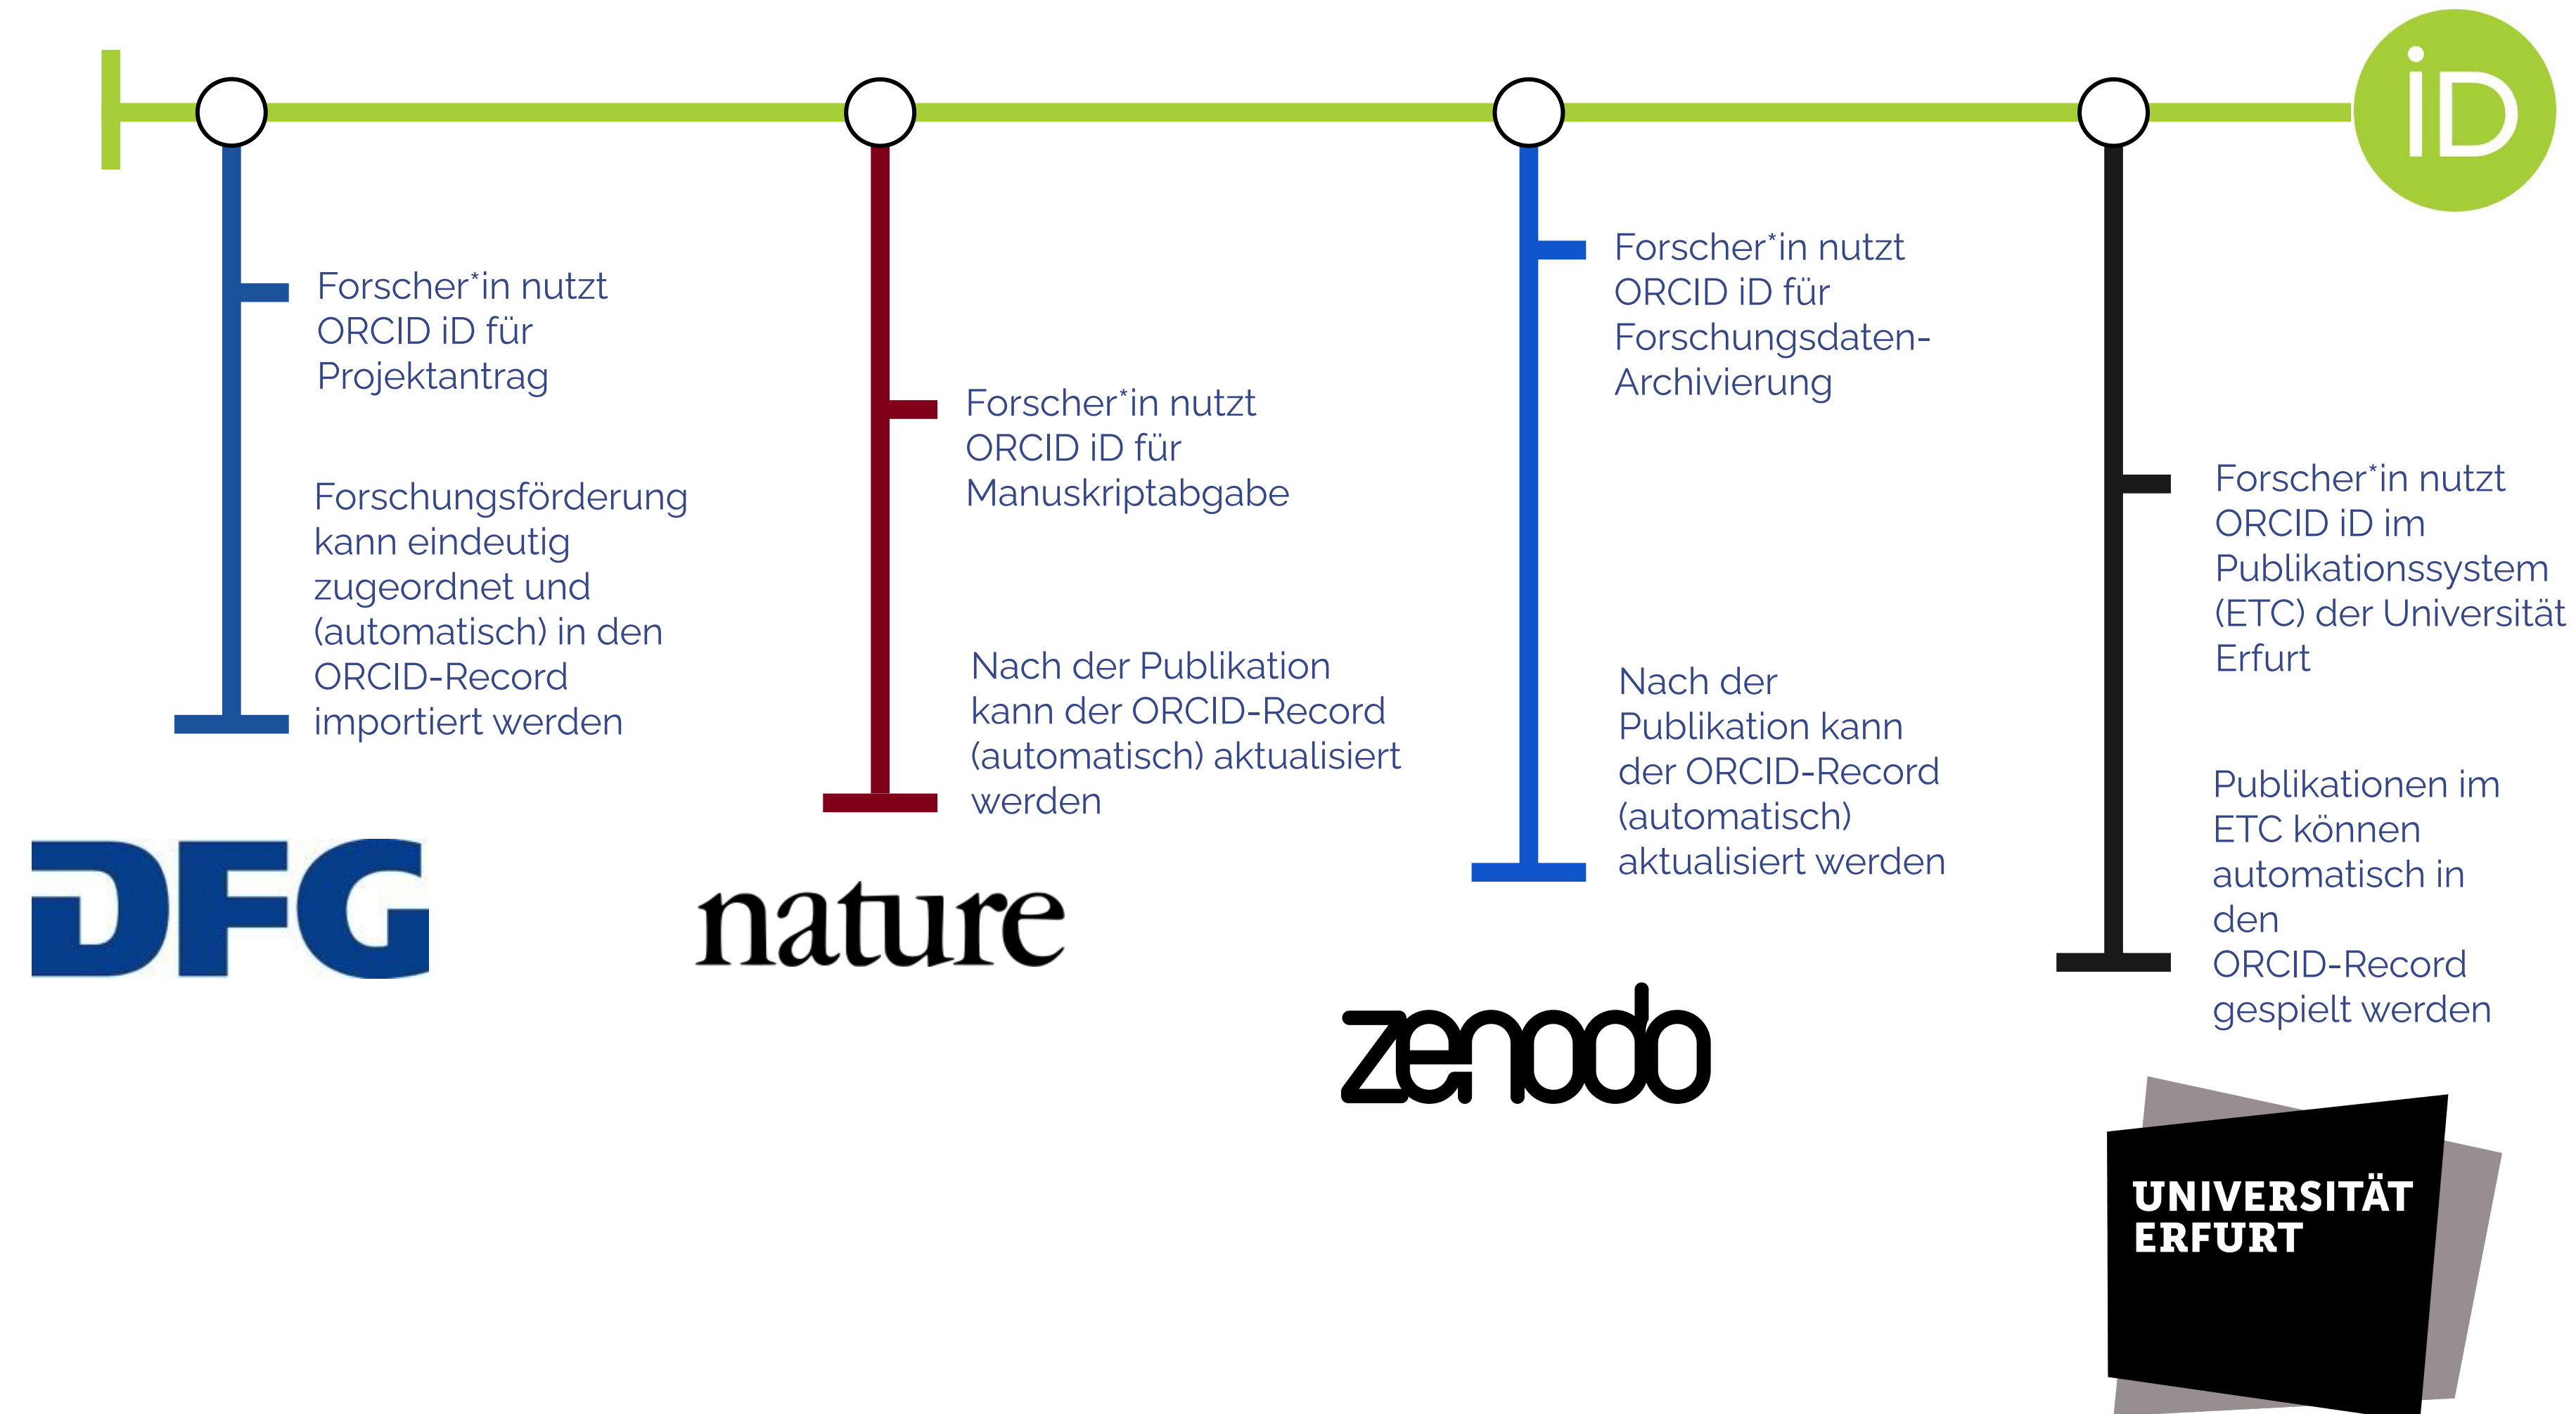 iD
Forscher*in nutzt
ORCID iD für
Projektantrag
Forschungsförderung
kann eindeutig
zugeordnet und
(automatisch) in den
ORCID-Record
importiert werden
DFG
Forscher*in nutzt
ORCID iD für
Manuskriptabgabe
Nach der Publikation
kann der ORCID-Record
(automatisch) aktualisiert
werden
nature
Forscher*in nutzt
ORCID iD für
Forschungsdaten-
Archivierung
Nach der
Publikation kann
der ORCID-Record
(automatisch)
aktualisiert werden
zenodo
Forscher*in nutzt
ORCID iD im
Publikationssystem
(ETC) der Universität
Erfurt
Publikationen im
ETC können
automatisch in
den
ORCID-Record
gespielt werden
UNIVERSITÄT
ERFURT